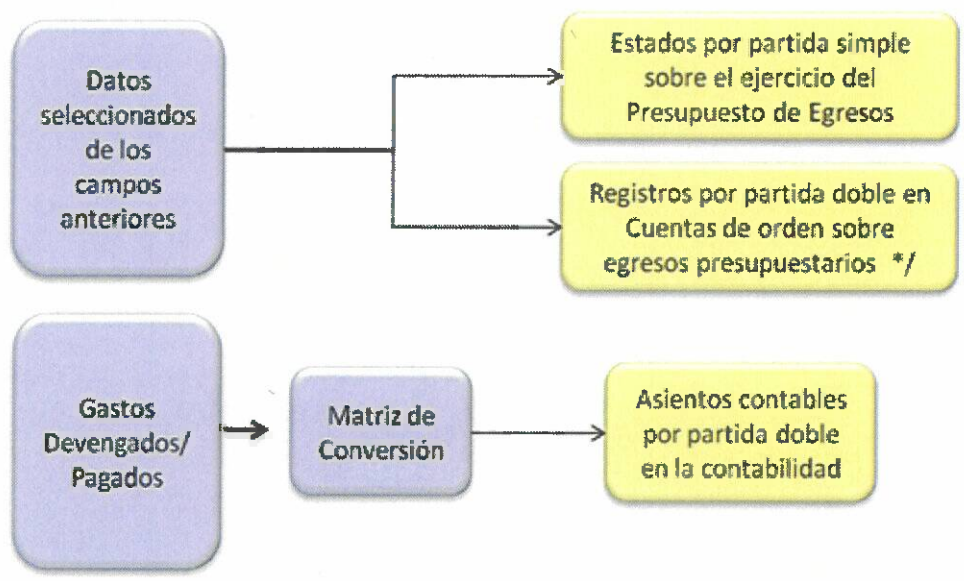 Datos
seleccionados
de los
campos
anteriores
Estados por partida simple
sobre el ejercicio del
Presupuesto de Egresos
Registros por partida doble en
Cuentas de orden sobre
egresos presupuestarios */
Gastos
Devengados/
Pagados
Matriz de
Conversión
Asientos contables
por partida doble
en la contabilidad